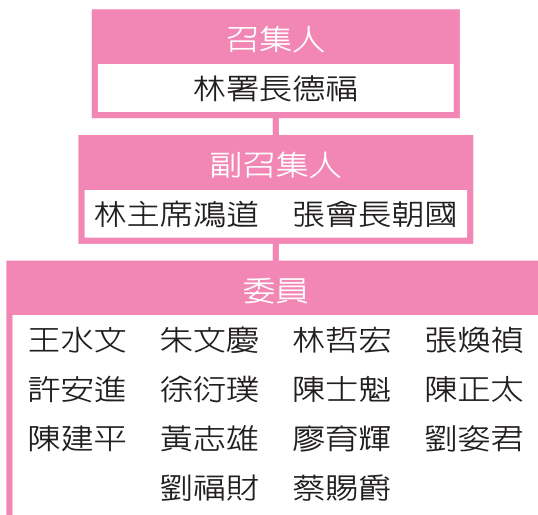 召集人
林署長德福
副召集人
林主席鴻道 張會長朝國
委員
王水文 朱文慶 林哲宏 張煥禎
許安進 徐衍璞 陳士魁 陳正太
陳建平 黃志雄 廖育輝 劉姿君
劉福財 蔡賜爵